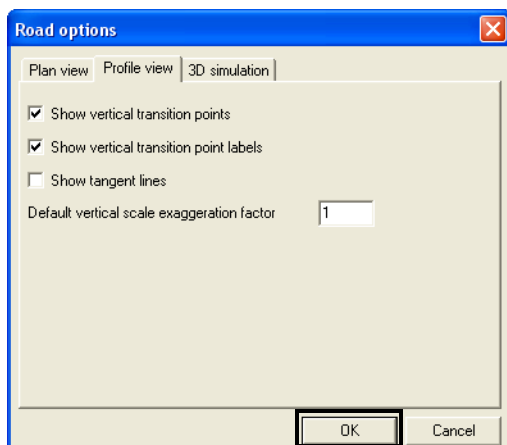 Road options
Plan view Profile view 3D simulation
Show vertical transition points
Show vertical transition point labels
Show tangent lines
Default vertical scale exaggeration factor 1
OK Cancel